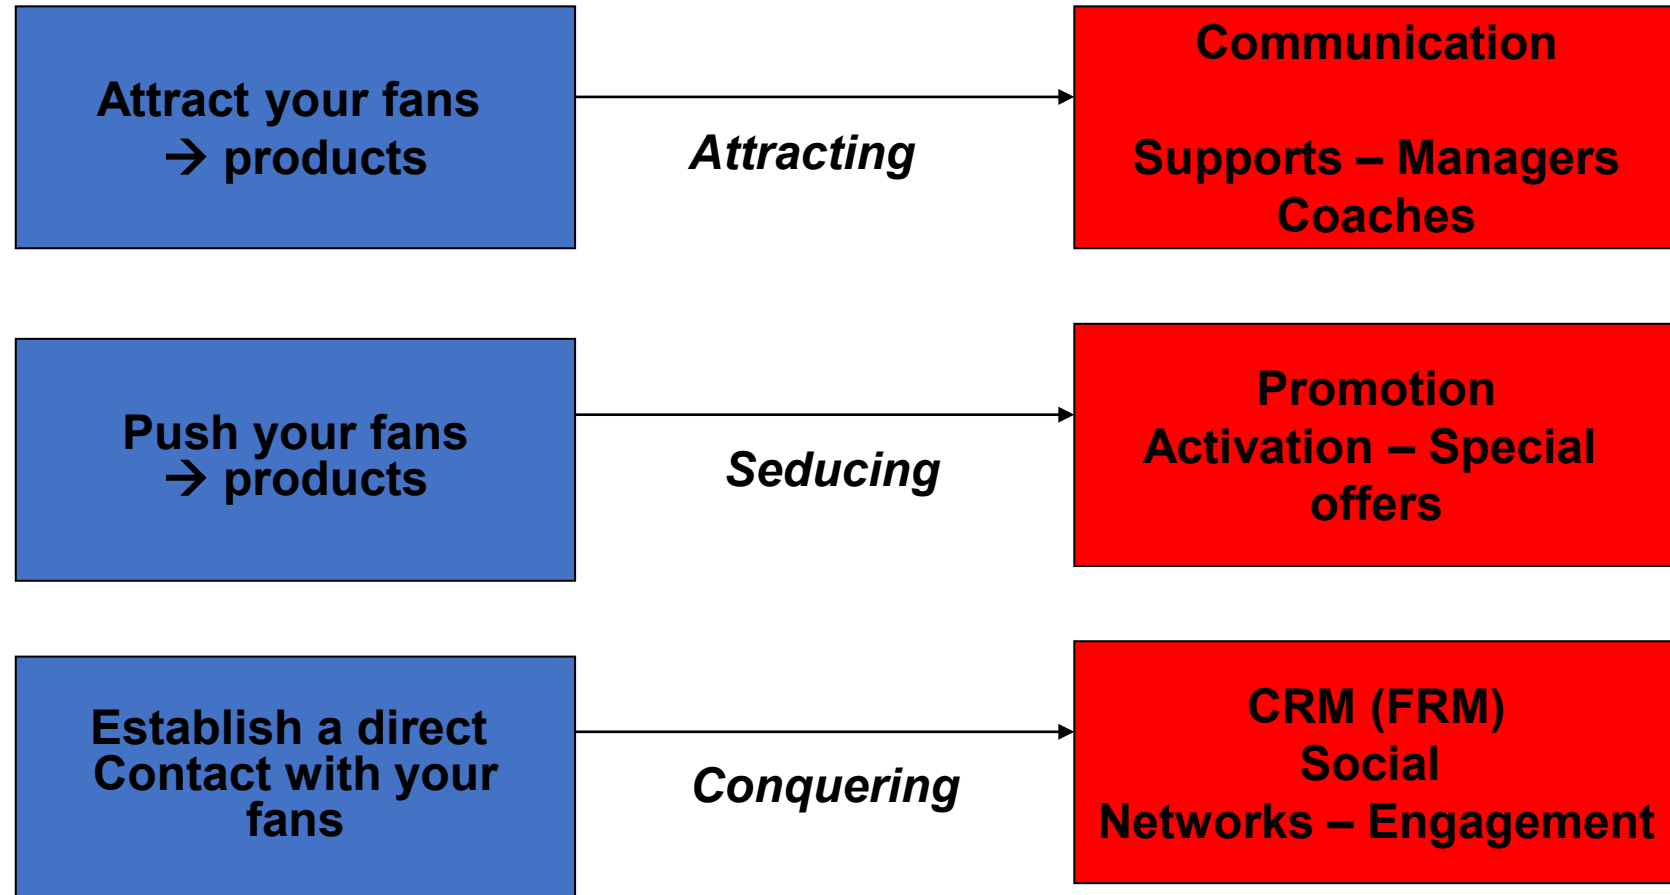 Attract your fans
→ products
Attracting
Communication
Supports – Managers
Coaches
Push your fans
→ products
Seducing
Promotion
Activation – Special
offers
Establish a direct
Contact with your
fans
Conquering
CRM (FRM)
Social
Networks – Engagement